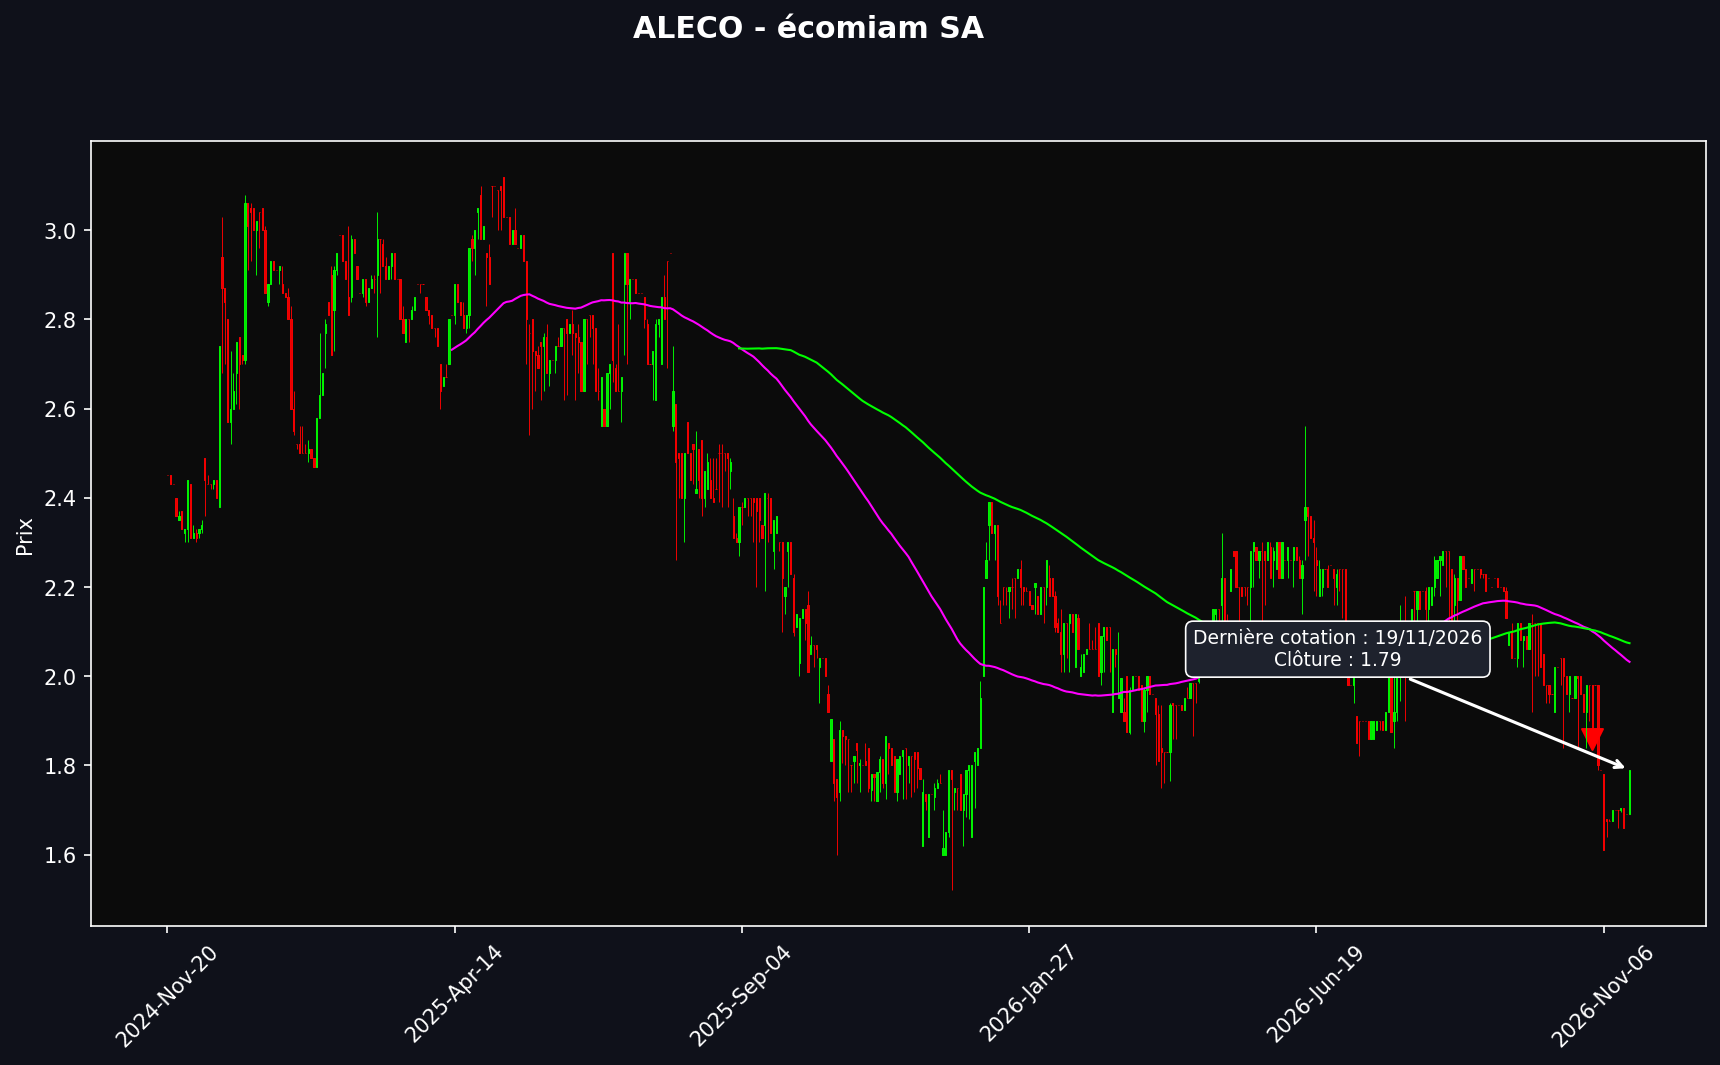 ALECO - écomiam SA
Prix
3.0
2.8
2.6
2.4
2.2
2.0
1.8
1.6
Dernière cotation : 19/11/2026
Clôture : 1.79
2024-Nov-20
2025-Apr-14
2025-Sep-04
2026-Jan-27
2026-Jun-19
2026-Nov-06